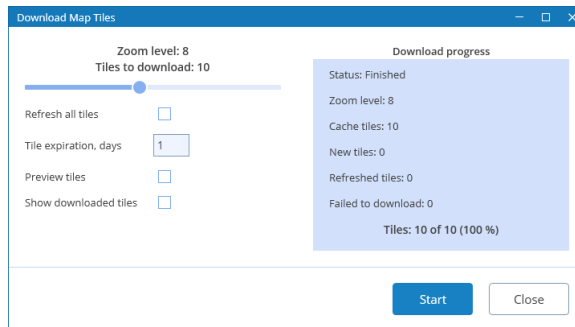 Download Map Tiles
Zoom level: 8
Tiles to download: 10
Refresh all tiles
Tile expiration, days
1
Preview tiles
Show downloaded tiles
Download progress
Status: Finished
Zoom level: 8
Cache tiles: 10
New tiles: 0
Refreshed tiles: 0
Failed to download: 0
Tiles: 10 of 10 (100 %)
Start
Close